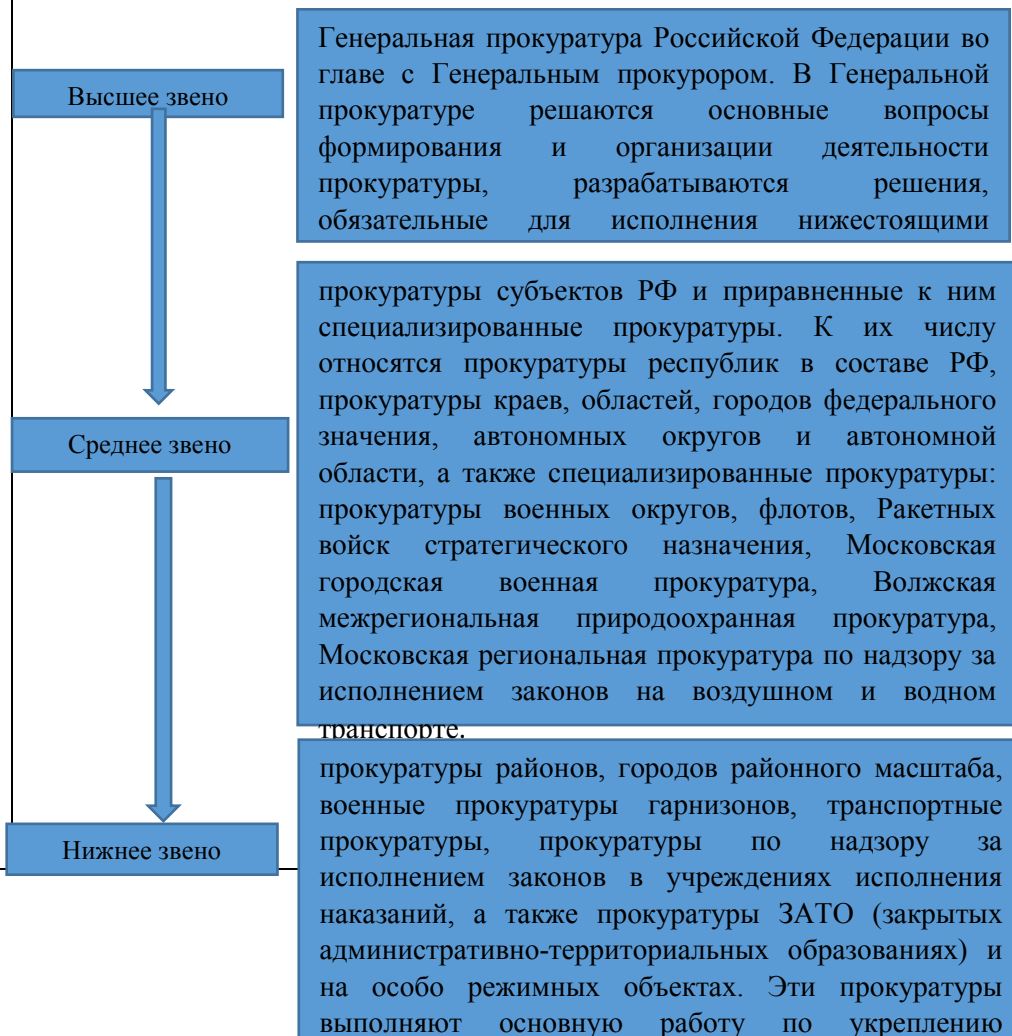 Высшее звено
Генеральная прокуратура Российской Федерации во
главе с Генеральным прокурором. В Генеральной
прокуратуре решаются основные вопросы
формирования и организации деятельности
прокуратуры, разрабатываются решения,
обязательные для исполнения нижестоящими
Среднее звено
прокуратуры субъектов РФ и приравненные к ним
специализированные прокуратуры. К их числу
относятся прокуратуры республик в составе РФ,
прокуратуры краев, областей, городов федерального
значения, автономных округов и автономной
области, а также специализированные прокуратуры:
прокуратуры военных округов, флотов, Ракетных
войск стратегического назначения, Московская
городская военная прокуратура, Волжская
межрегиональная природоохранная прокуратура,
Московская региональная прокуратура по надзору за
исполнением законов на воздушном и водном
транспорте.
Нижнее звено
прокуратуры районов, городов районного масштаба,
военные прокуратуры гарнизонов, транспортные
прокуратуры, прокуратуры по надзору за
исполнением законов в учреждениях исполнения
наказаний, а также прокуратуры ЗАТО (закрытых
административно-территориальных образованиях) и
на особо режимных объектах. Эти прокуратуры
выполняют основную работу по укреплению